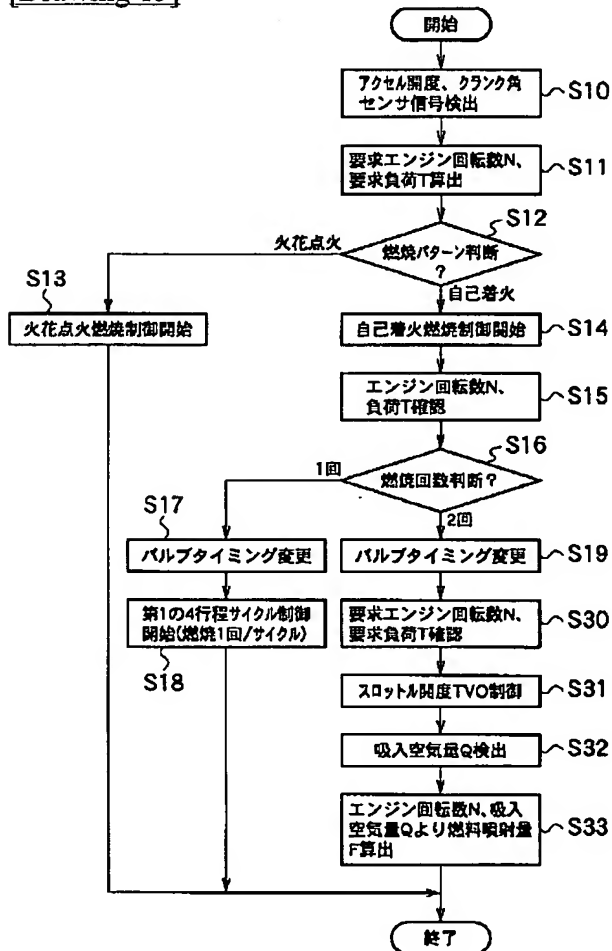 開始
アクセル開度、クランク角
センサ信号検出
S10
要求エンジン回転数N、
要求負荷T算出
S11
S12
火花点火
燃焼パターン判断
?
自己着火
S13
火花点火燃焼制御開始
自己着火燃焼制御開始
S14
エンジン回転数N、
負荷T確認
S15
S16
1回
燃焼回数判断?
2回
S17
バルブタイミング変更
バルブタイミング変更
S19
第1の4行程サイクル制御
開始(燃焼1回/サイクル)
S18
要求エンジン回転数N、
要求負荷T確認
S30
スロットル開度TVO制御
S31
吸入空気量Q検出
S32
エンジン回転数N、吸入
空気量Qより燃料噴射量
F算出
S33
終了